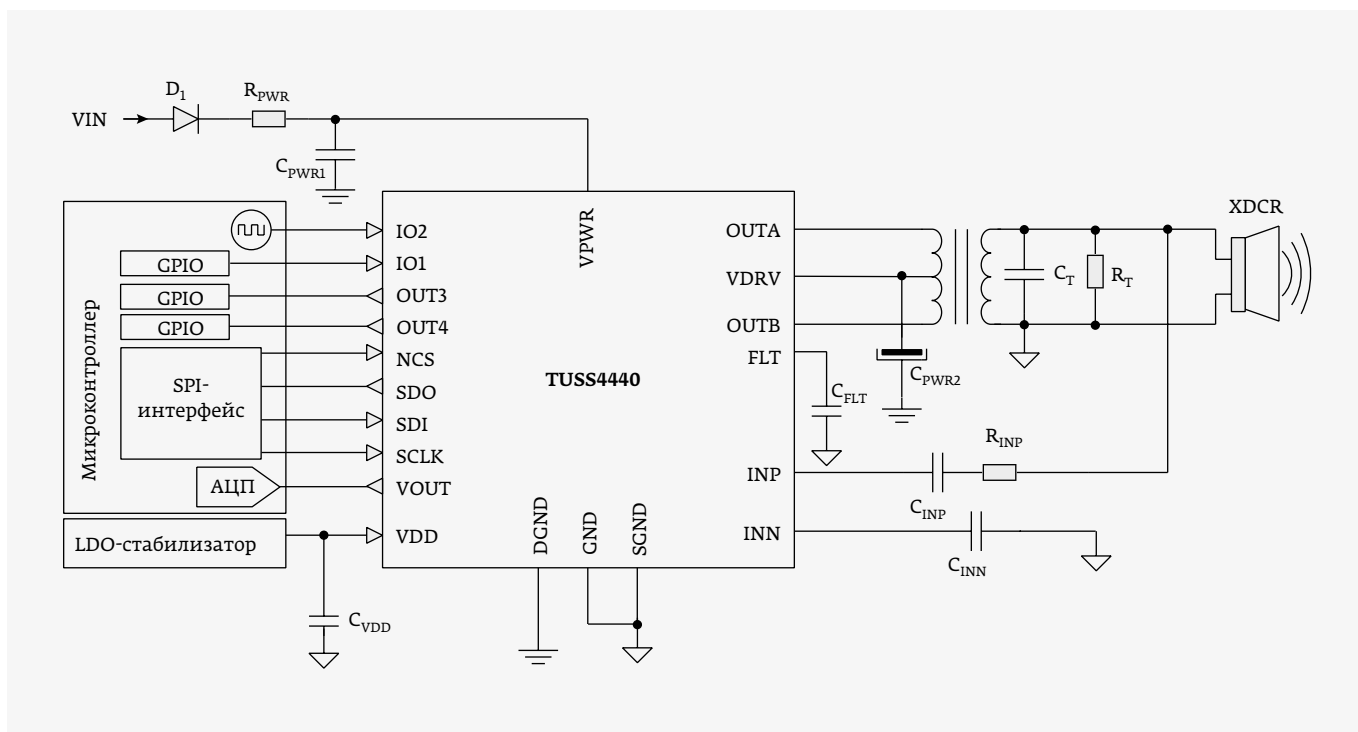 D1
RPWR
VIN
CPWR1
Микроконтроллер
GPIO
GPIO
GPIO
SPI-
интерфейс
АЦП
LDO-стабилизатор
CVDD
IO2
IO1
OUT3
OUT4
NCS
SDO
SDI
SCLK
VOUT
VDD
VPWR
TUSS4440
DGND
GND
SGND
OUTA
VDRV
OUTB
FLT
INP
INN
CPWR2
CFLT
CT
RT
XDCR
RINP
CINP
CINN